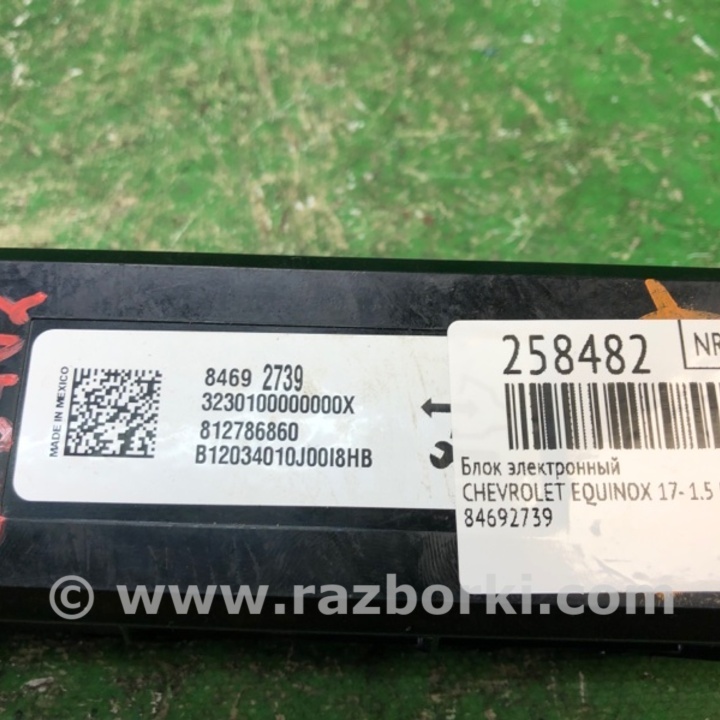 MADE IN MEXICO
8469 2739
3230100000000X
812786860
B12034010J00I8HB
258482
NR
Блок электронный
CHEVROLET EQUINOX 17- 1.5
84692739
© www.razborki.com